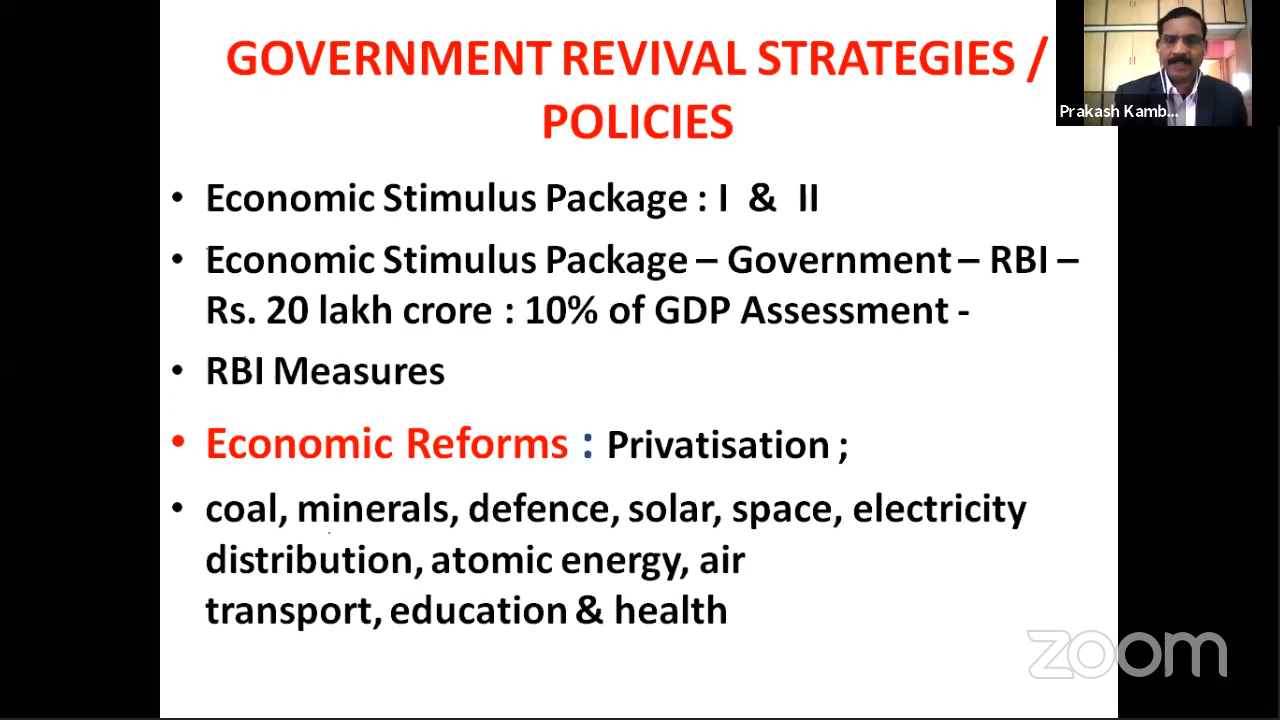 GOVERNMENT REVIVAL STRATEGIES /
POLICIES
Prakash Kamb...
• Economic Stimulus Package : I & II
• Economic Stimulus Package – Government – RBI –
Rs. 20 lakh crore : 10% of GDP Assessment -
• RBI Measures
• Economic Reforms : Privatisation ;
• coal, minerals, defence, solar, space, electricity
distribution, atomic energy, air
transport, education & health
zoom